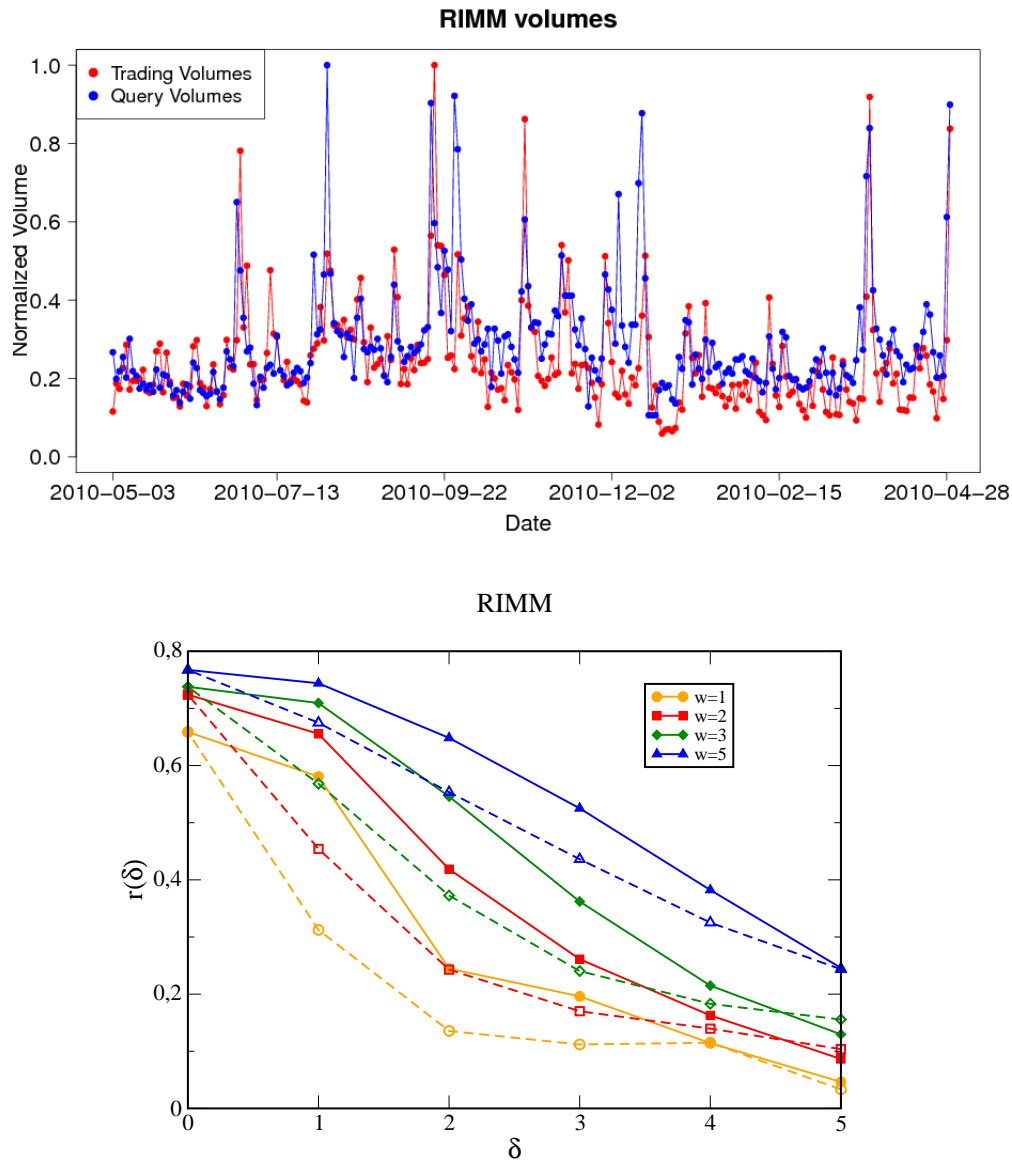 RIMM volumes
Trading Volumes
Query Volumes
Normalized Volume
1.0
0.8
0.6
0.4
0.2
0.0
2010−05−03 2010−07−13 2010−09−22 2010−12−02 2010−02−15 2010−04−28
Date
RIMM
r(δ)
0,8
0,6
0,4
0,2
0
w=1
w=2
w=3
w=5
0 1 2 3 4 5
δ